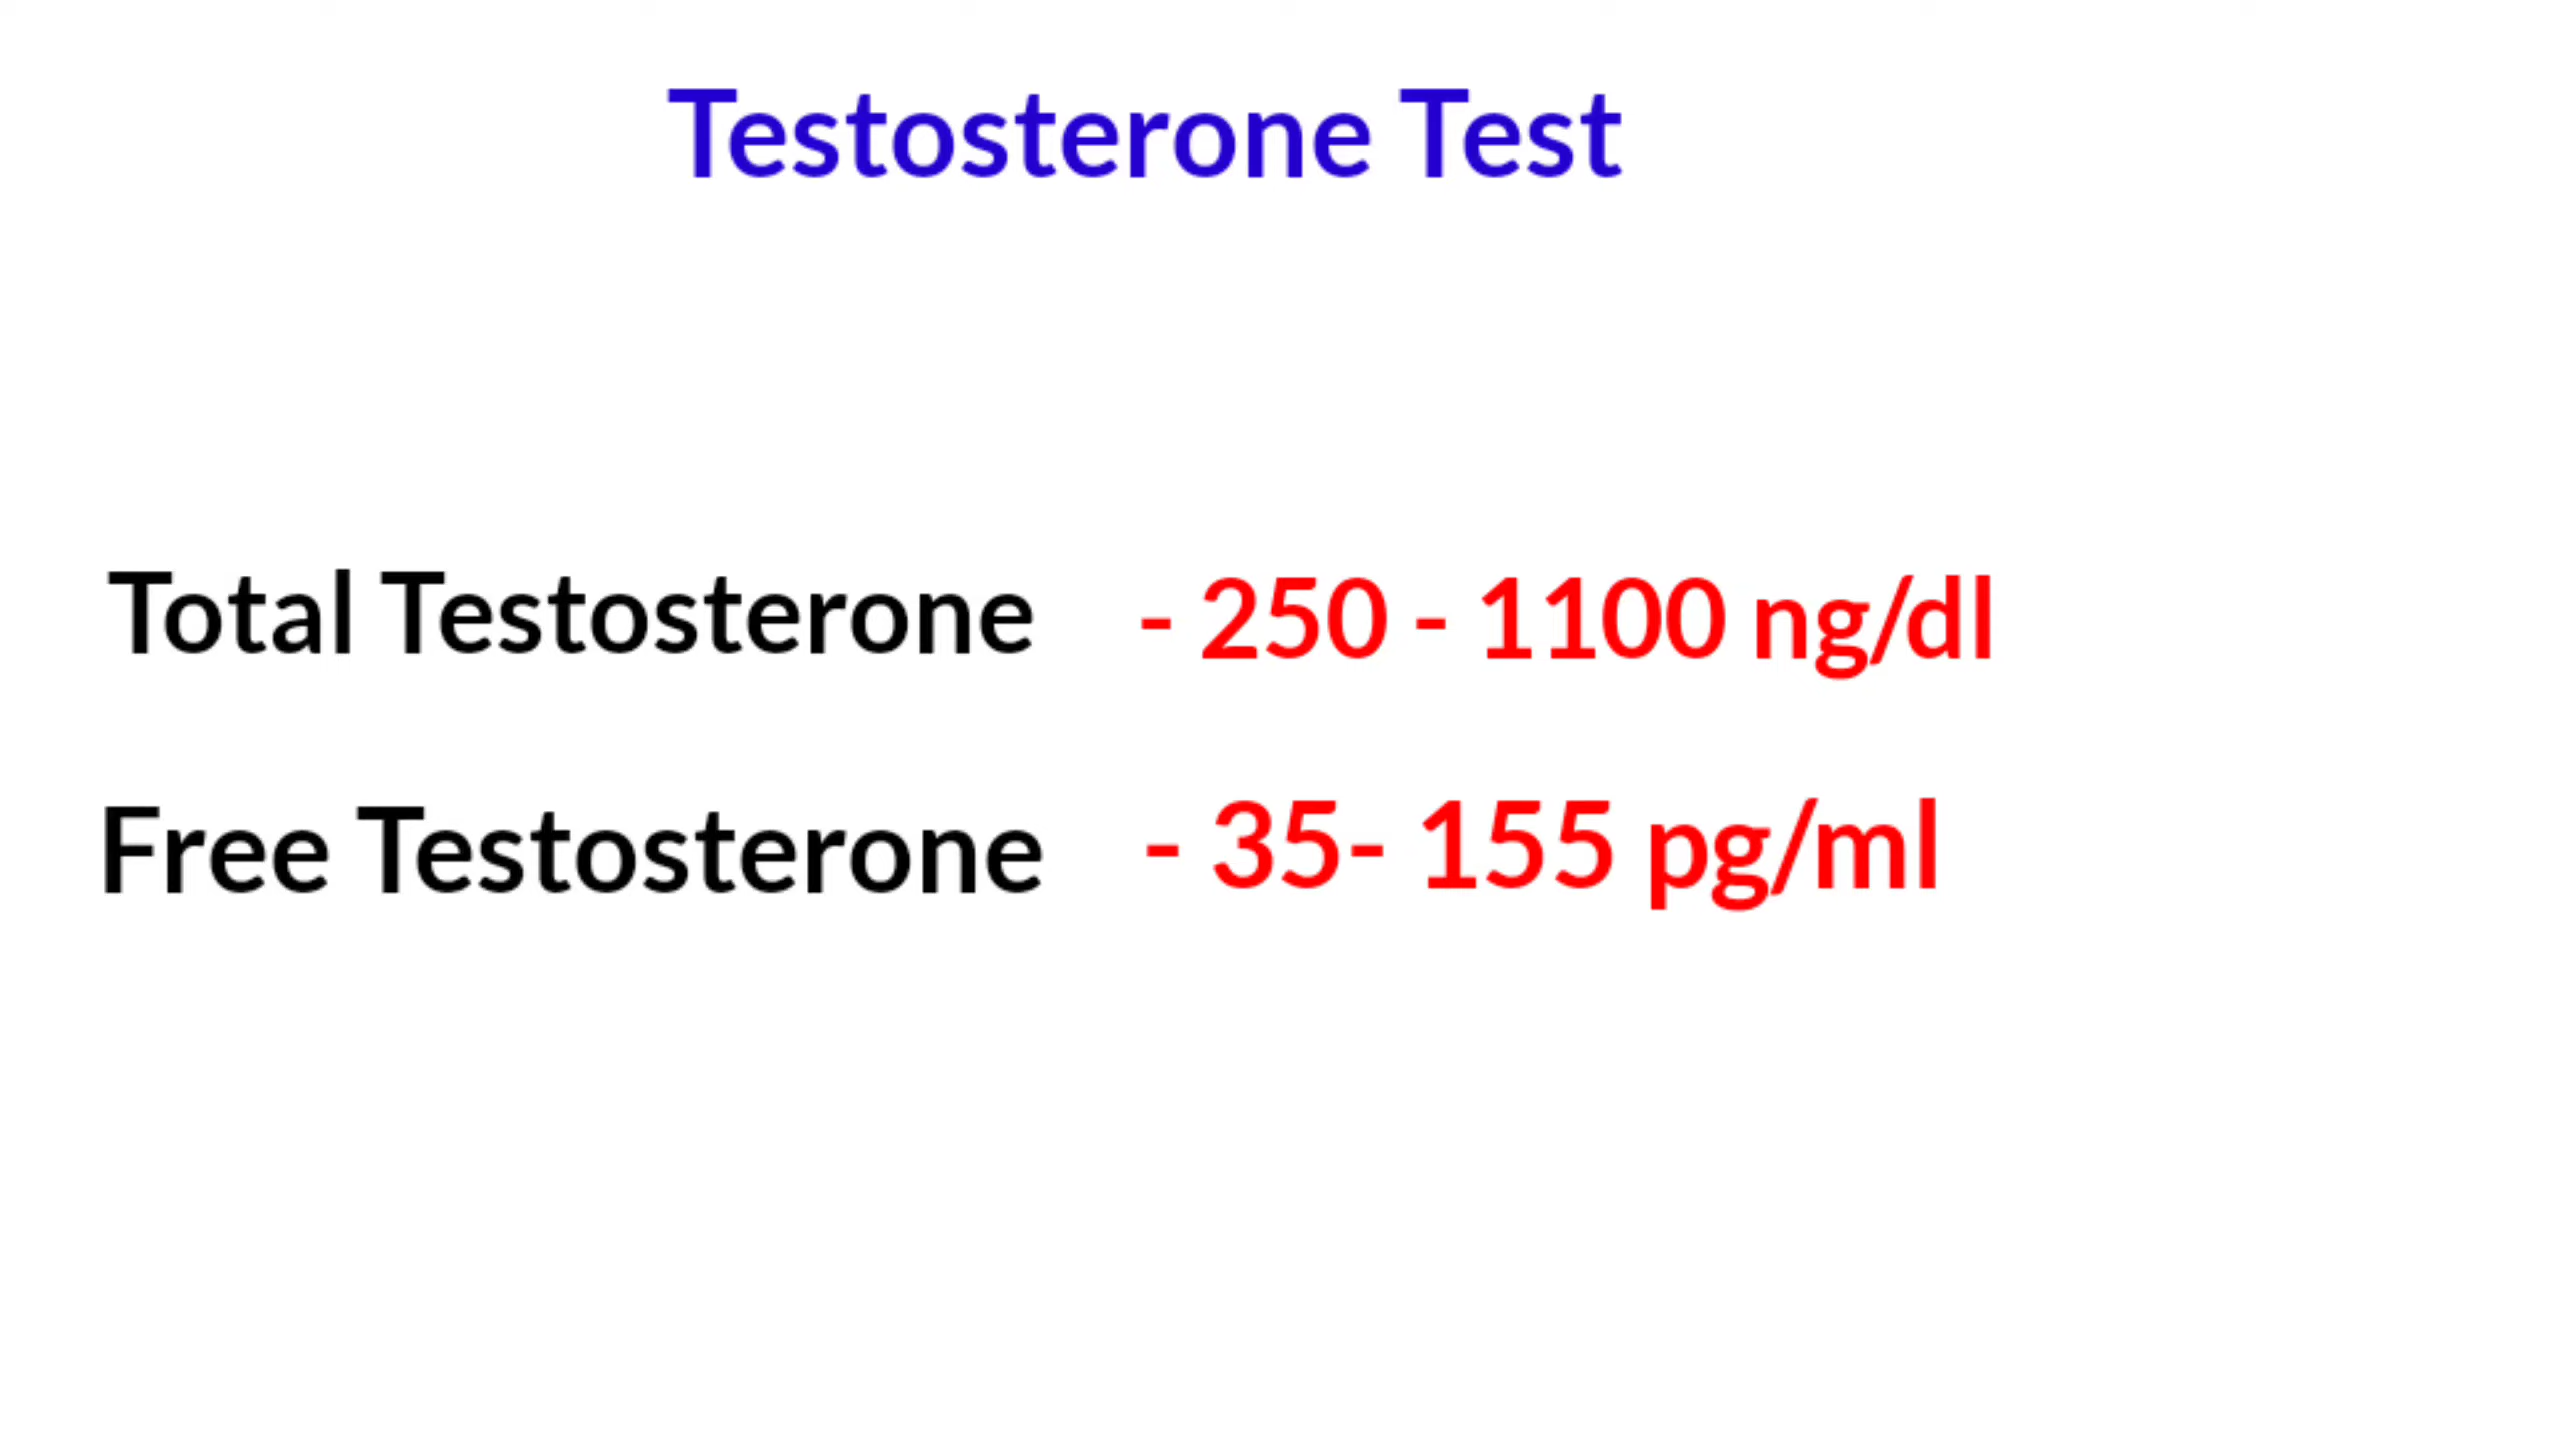 Testosterone Test
Total Testosterone - 250 - 1100 ng/dl
Free Testosterone - 35- 155 pg/ml